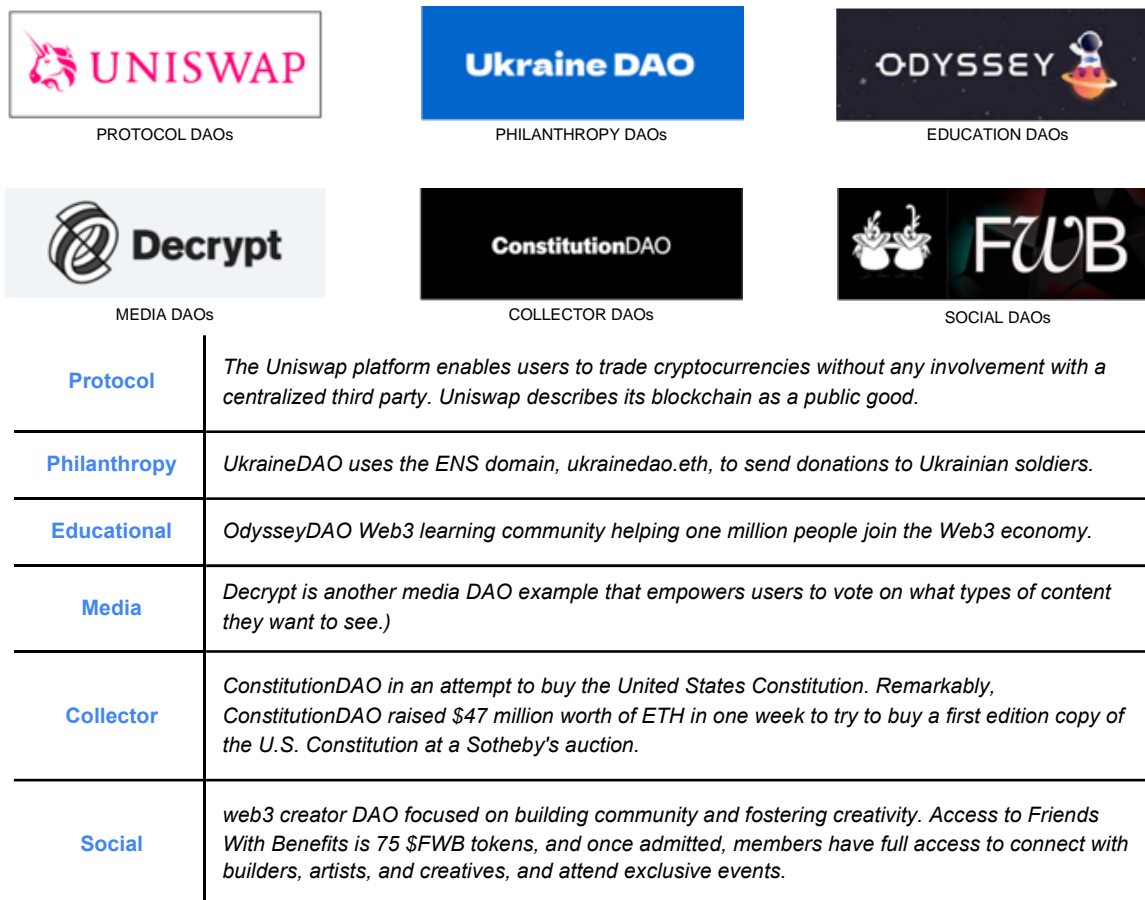 UNISWAP
Ukraine DAO
ODYSSEY
PROTOCOL DAOs
PHILANTHROPY DAOs
EDUCATION DAOs
Decrypt
ConstitutionDAO
FWB
MEDIA DAOs
COLLECTOR DAOs
SOCIAL DAOs
Protocol
The Uniswap platform enables users to trade cryptocurrencies without any involvement with a
centralized third party. Uniswap describes its blockchain as a public good.
Philanthropy
UkraineDAO uses the ENS domain, ukrainedao.eth, to send donations to Ukrainian soldiers.
Educational
OdysseyDAO Web3 learning community helping one million people join the Web3 economy.
Media
Decrypt is another media DAO example that empowers users to vote on what types of content
they want to see.)
Collector
ConstitutionDAO in an attempt to buy the United States Constitution. Remarkably,
ConstitutionDAO raised $47 million worth of ETH in one week to try to buy a first edition copy of
the U.S. Constitution at a Sotheby's auction.
Social
web3 creator DAO focused on building community and fostering creativity. Access to Friends
With Benefits is 75 $FWB tokens, and once admitted, members have full access to connect with
builders, artists, and creatives, and attend exclusive events.